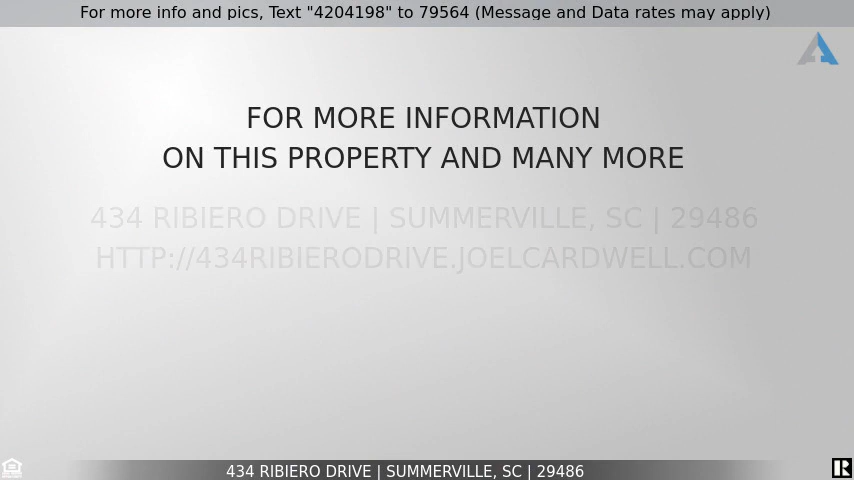 For more info and pics, Text "4204198" to 79564 (Message and Data rates may apply)
FOR MORE INFORMATION
ON THIS PROPERTY AND MANY MORE
434 RIBIERO DRIVE | SUMMERVILLE, SC | 29486
HTTP://434RIBIERODRIVE.JOELCARDWELL.COM
434 RIBIERO DRIVE | SUMMERVILLE, SC | 29486